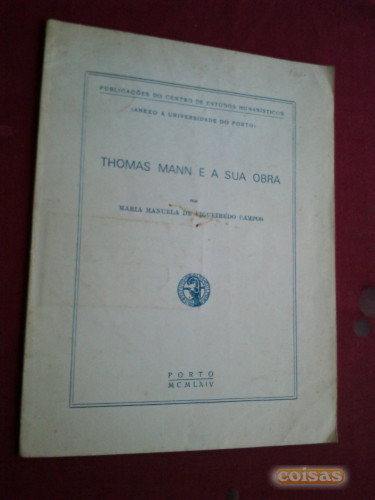 PUBLICAÇÕES DO CENTRO DE ESTUDOS HUMANÍSTICOS
(ANEXO À UNIVERSIDADE DO PORTO)
THOMAS MANN E A SUA OBRA
POR
MARIA MANUELA DE FIGUEIREDO CAMPOS
PORTO
MCMLXIV
coisas